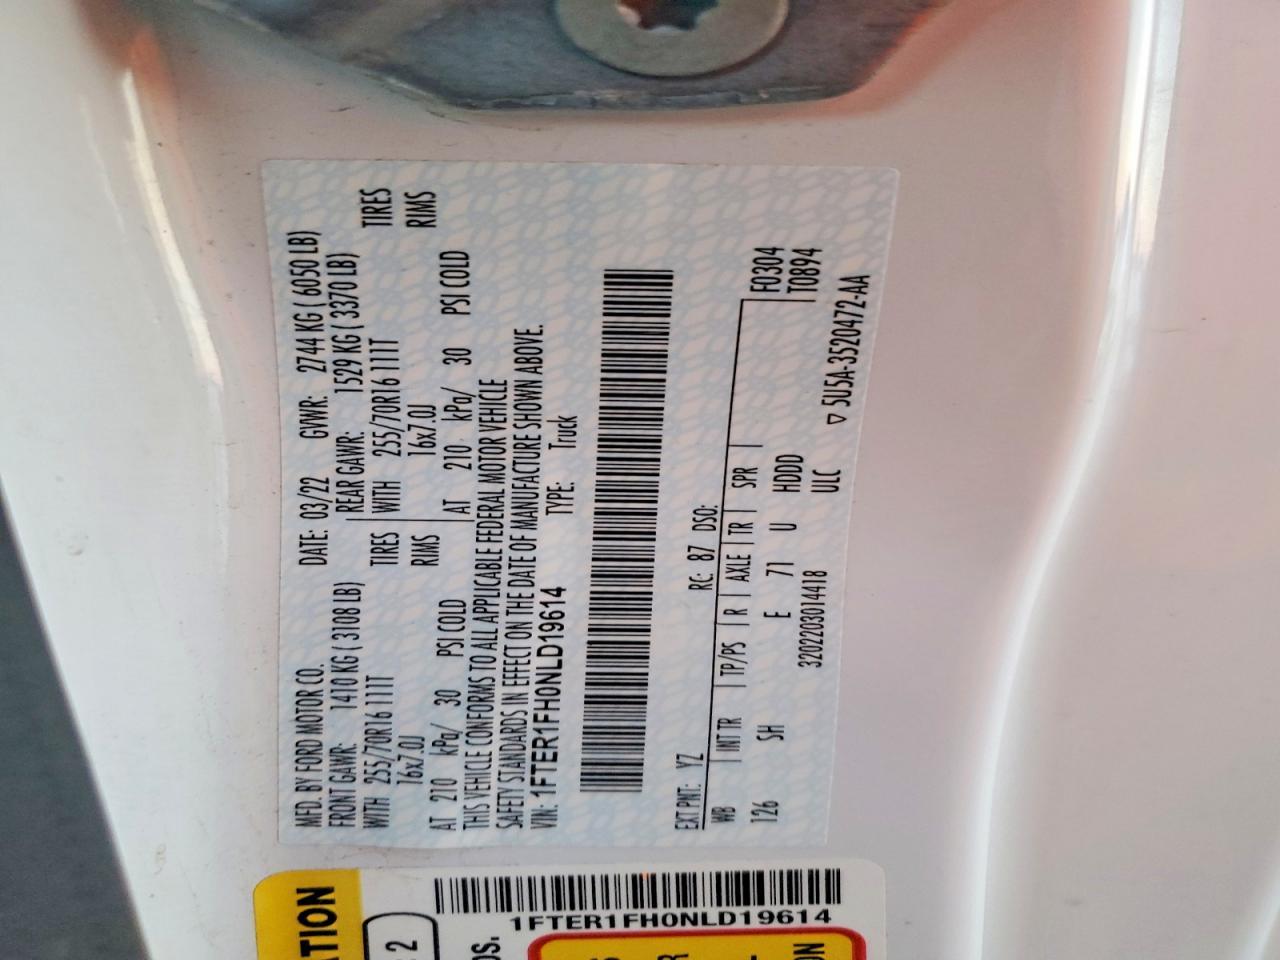 MFD. BY FORD MOTOR CO.
DATE: 03/22 GVWR: 2744 KG ( 6050 LB)
FRONT GAWR: 1410 KG ( 3108 LB) REAR GAWR: 1529 KG ( 3370 LB)
WITH 255/70R16 111T TIRES WITH 255/70R16 111T TIRES
16x7.0J RIMS 16x7.0J RIMS
AT 210 kPa/ 30 PSI COLD AT 210 kPa/ 30 PSI COLD
THIS VEHICLE CONFORMS TO ALL APPLICABLE FEDERAL MOTOR VEHICLE
SAFETY STANDARDS IN EFFECT ON THE DATE OF MANUFACTURE SHOWN ABOVE.
VIN: 1FTER1FH0NLD19614 TYPE: Truck
EXT PNT: YZ RC: 87 DSO:
WB INT TR TP/PS R AXLE TR SPR
126 SH E 71 U HDDD F0304
ULC T0894
3202203014418
▽ 5U5A-3520472-AA
1FTER1FH0NLD19614